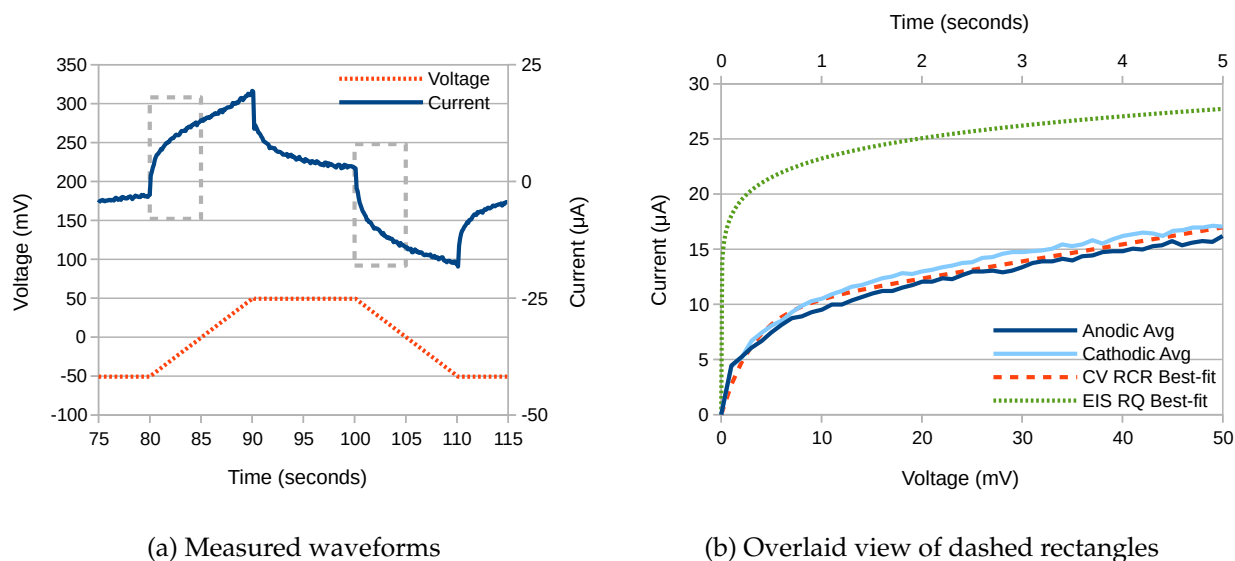 350
300
250
200
150
100
50
0
-50
-100
Voltage (mV)
25
0
-25
-50
Current (µA)
Voltage
Current
75 80 85 90 95 100 105 110 115
Time (seconds)
(a) Measured waveforms
Time (seconds)
0 1 2 3 4 5
30
25
20
15
10
5
0
Current (µA)
Anodic Avg
Cathodic Avg
CV RCR Best-fit
EIS RQ Best-fit
0 10 20 30 40 50
Voltage (mV)
(b) Overlaid view of dashed rectangles